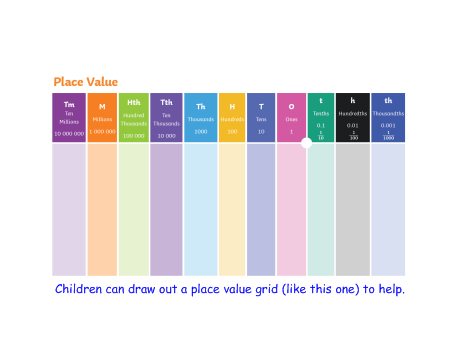 Place Value
Tm M Hth Tth Th H T O t h th
Ten Millions Millions Hundred Thousands Ten Thousands Thousands Hundreds Tens Ones Tenths Hundredths Thousandths
10 000 000 1 000 000 100 000 10 000 1000 100 10 1 0.1 0.01 0.001
1/10 1/100 1/1000
Children can draw out a place value grid (like this one) to help.